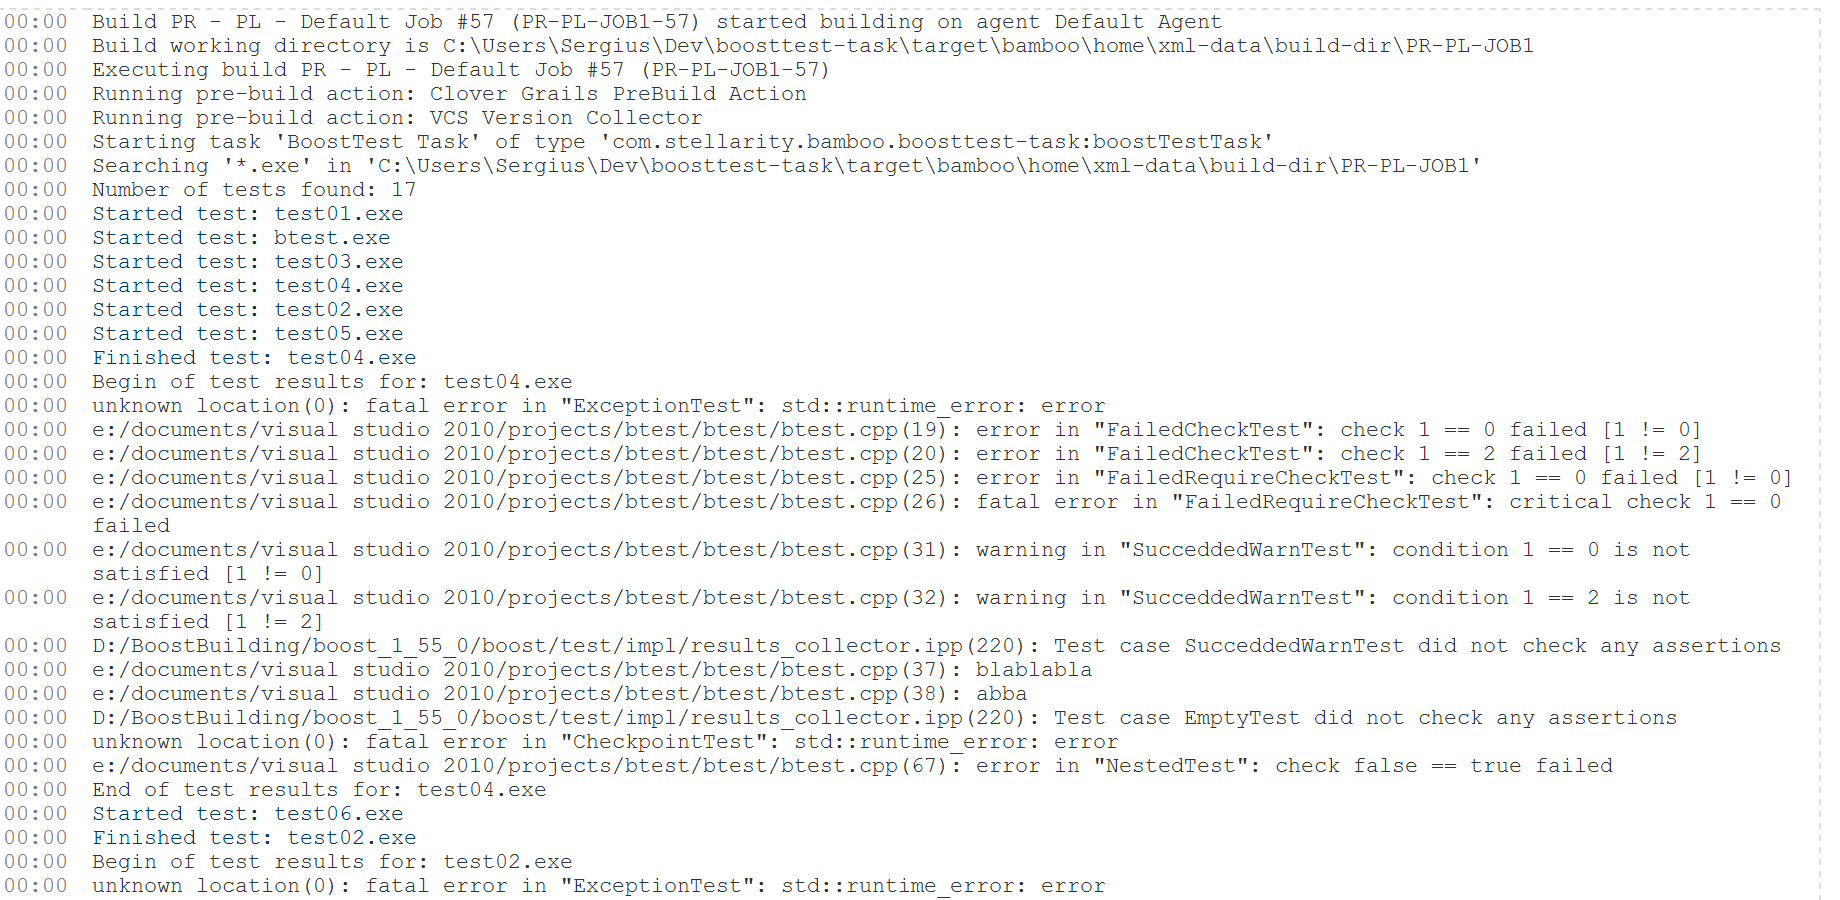 00:00 Build PR - PL - Default Job #57 (PR-PL-JOB1-57) started building on agent Default Agent
00:00 Build working directory is C:\Users\Sergius\Dev\boosttest-task\target\bamboo\home\xml-data\build-dir\PR-PL-JOB1
00:00 Executing build PR - PL - Default Job #57 (PR-PL-JOB1-57)
00:00 Running pre-build action: Clover Grails PreBuild Action
00:00 Running pre-build action: VCS Version Collector
00:00 Starting task 'BoostTest Task' of type 'com.stellarity.bamboo.boosttest-task:boostTestTask'
00:00 Searching '*.exe' in 'C:\Users\Sergius\Dev\boosttest-task\target\bamboo\home\xml-data\build-dir\PR-PL-JOB1'
00:00 Number of tests found: 17
00:00 Started test: test01.exe
00:00 Started test: btest.exe
00:00 Started test: test03.exe
00:00 Started test: test04.exe
00:00 Started test: test02.exe
00:00 Started test: test05.exe
00:00 Finished test: test04.exe
00:00 Begin of test results for: test04.exe
00:00 unknown location(0): fatal error in "ExceptionTest": std::runtime_error: error
00:00 e:/documents/visual studio 2010/projects/btest/btest/btest.cpp(19): error in "FailedCheckTest": check 1 == 0 failed [1 != 0]
00:00 e:/documents/visual studio 2010/projects/btest/btest/btest.cpp(20): error in "FailedCheckTest": check 1 == 2 failed [1 != 2]
00:00 e:/documents/visual studio 2010/projects/btest/btest/btest.cpp(25): error in "FailedRequireCheckTest": check 1 == 0 failed [1 != 0]
00:00 e:/documents/visual studio 2010/projects/btest/btest/btest.cpp(26): fatal error in "FailedRequireCheckTest": critical check 1 == 0
failed
00:00 e:/documents/visual studio 2010/projects/btest/btest/btest.cpp(31): warning in "SucceddedWarnTest": condition 1 == 0 is not
satisfied [1 != 0]
00:00 e:/documents/visual studio 2010/projects/btest/btest/btest.cpp(32): warning in "SucceddedWarnTest": condition 1 == 2 is not
satisfied [1 != 2]
00:00 D:/BoostBuilding/boost_1_55_0/boost/test/impl/results_collector.ipp(220): Test case SucceddedWarnTest did not check any assertions
00:00 e:/documents/visual studio 2010/projects/btest/btest/btest.cpp(37): blablabla
00:00 e:/documents/visual studio 2010/projects/btest/btest/btest.cpp(38): abba
00:00 D:/BoostBuilding/boost_1_55_0/boost/test/impl/results_collector.ipp(220): Test case EmptyTest did not check any assertions
00:00 unknown location(0): fatal error in "CheckpointTest": std::runtime_error: error
00:00 e:/documents/visual studio 2010/projects/btest/btest/btest.cpp(67): error in "NestedTest": check false == true failed
00:00 End of test results for: test04.exe
00:00 Started test: test06.exe
00:00 Finished test: test02.exe
00:00 Begin of test results for: test02.exe
00:00 unknown location(0): fatal error in "ExceptionTest": std::runtime_error: error